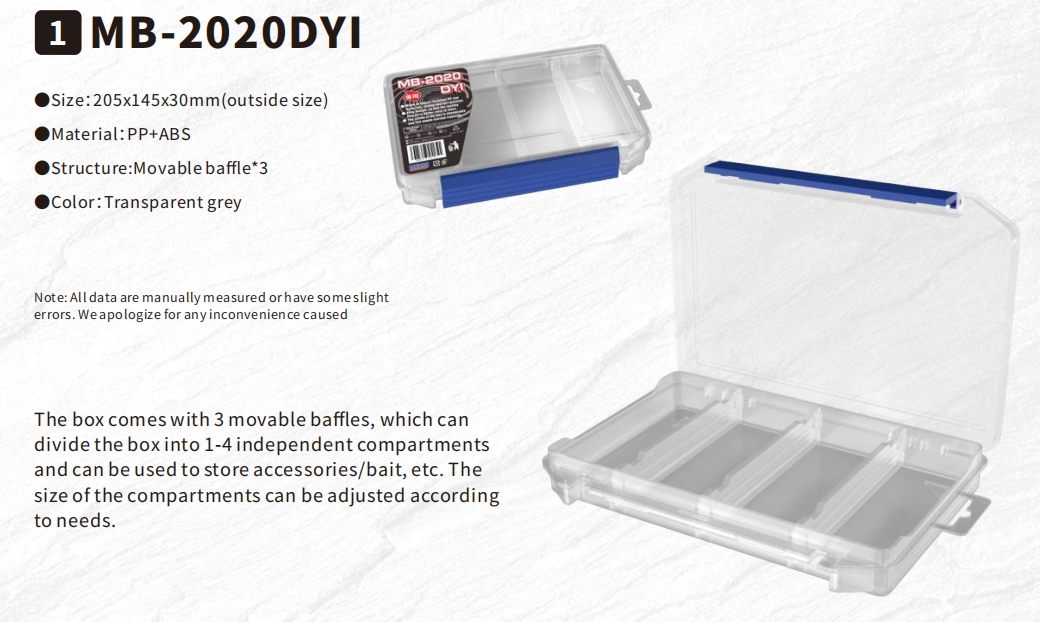 1 MB-2020DYI
●Size:205x145x30mm(outside size)
●Material:PP+ABS
●Structure:Movable baffle*3
●Color:Transparent grey
MB-2020
DYI
Note: All data are manually measured or have some slight
errors. We apologize for any inconvenience caused
The box comes with 3 movable baffles, which can
divide the box into 1-4 independent compartments
and can be used to store accessories/bait, etc. The
size of the compartments can be adjusted according
to needs.